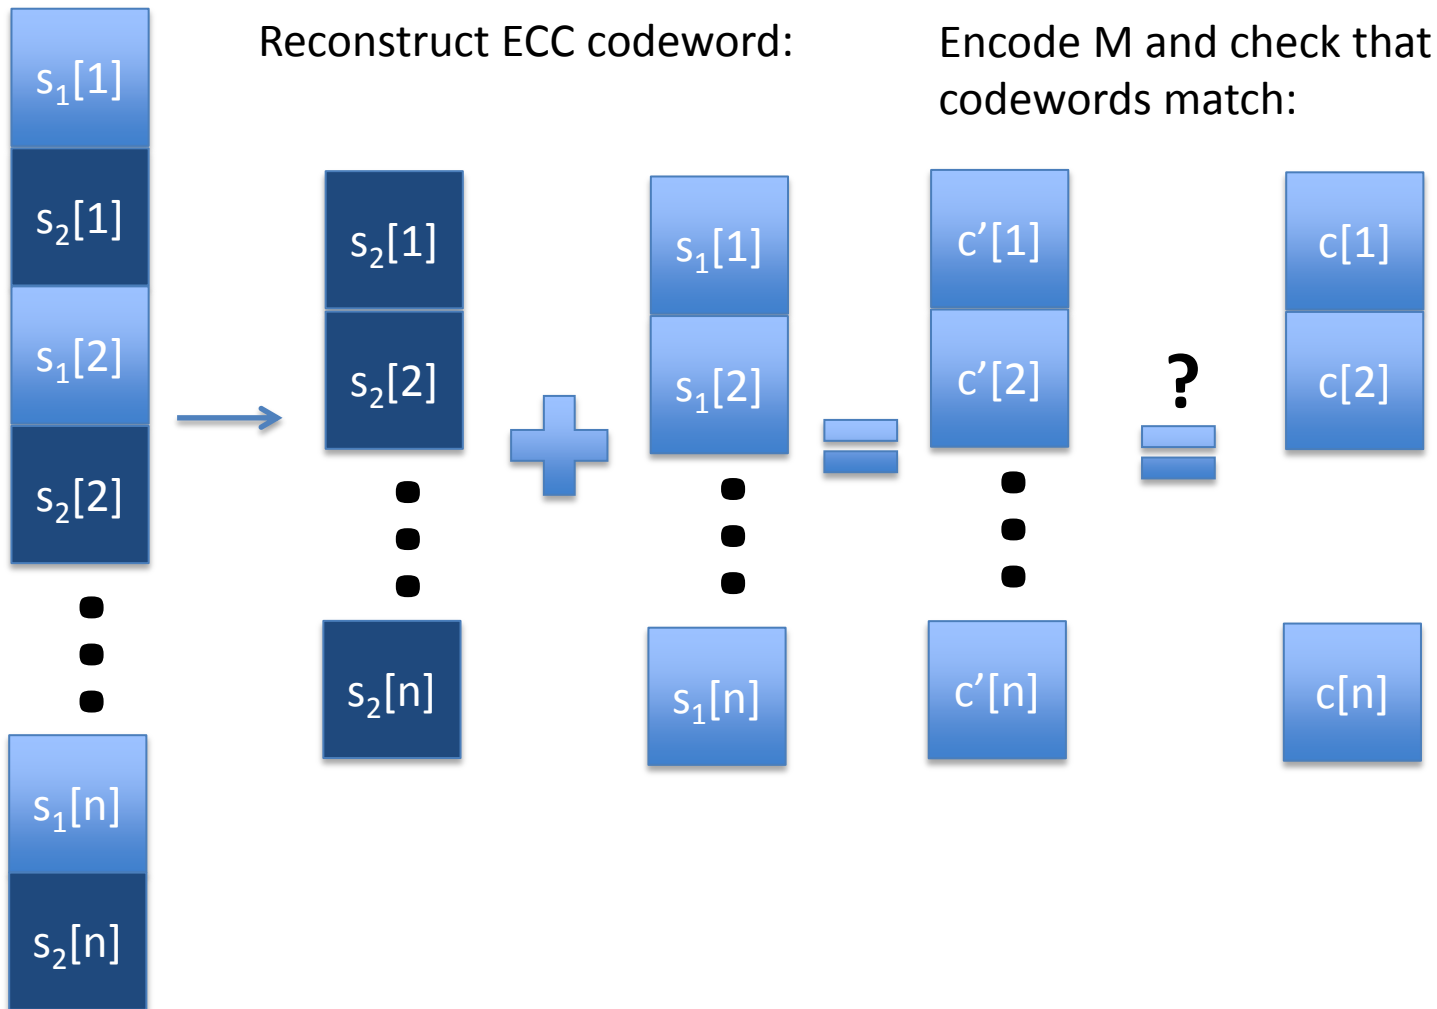 Reconstruct ECC codeword:
Encode M and check that
codewords match:
s₁[1]
s₂[1]
s₁[2]
s₂[2]
s₁[n]
s₂[n]
s₂[1]
s₂[2]
s₂[n]
s₁[1]
s₁[2]
s₁[n]
c’[1]
c’[2]
c’[n]
?
c[1]
c[2]
c[n]